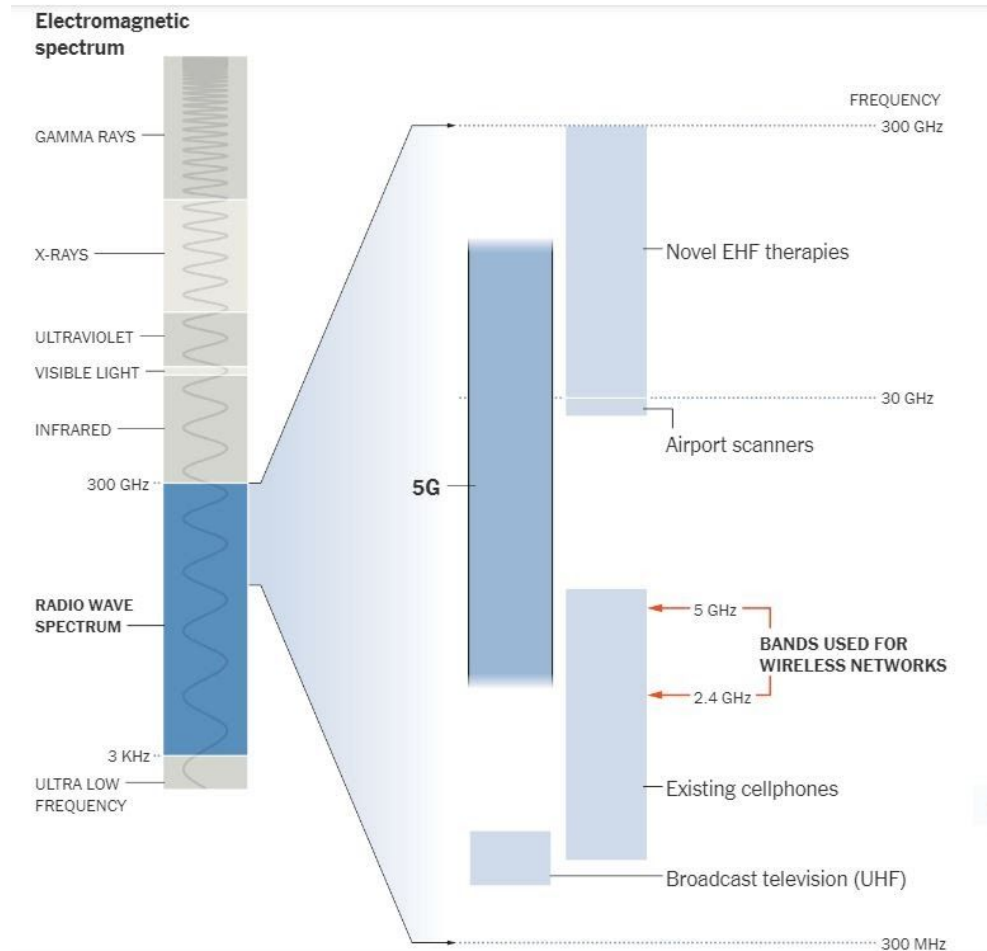 Electromagnetic
spectrum
GAMMA RAYS
X-RAYS
ULTRAVIOLET
VISIBLE LIGHT
INFRARED
300 GHz
RADIO WAVE
SPECTRUM
3 KHz
ULTRA LOW
FREQUENCY
FREQUENCY
300 GHz
Novel EHF therapies
30 GHz
Airport scanners
5G
5 GHz
BANDS USED FOR
WIRELESS NETWORKS
2.4 GHz
Existing cellphones
Broadcast television (UHF)
300 MHz